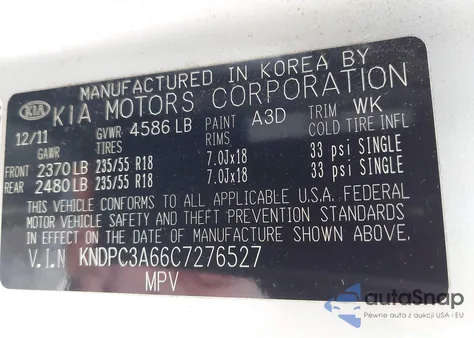 MANUFACTURED IN KOREA BY
KIA KIA MOTORS CORPORATION
12/11 GVWR 4586 LB PAINT A3D TRIM WK
GAWR TIRES RIMS COLD TIRE INFL
FRONT 2370 LB 235/55 R18 7.0Jx18 33 psi SINGLE
REAR 2480 LB 235/55 R18 7.0Jx18 33 psi SINGLE
THIS VEHICLE CONFORMS TO ALL APPLICABLE U.S.A. FEDERAL
MOTOR VEHICLE SAFETY AND THEFT PREVENTION STANDARDS
IN EFFECT ON THE DATE OF MANUFACTURE SHOWN ABOVE.
V.I.N KNDPC3A66C7276527
MPV
autoSnap
Pewne auta z aukcji USA i EU